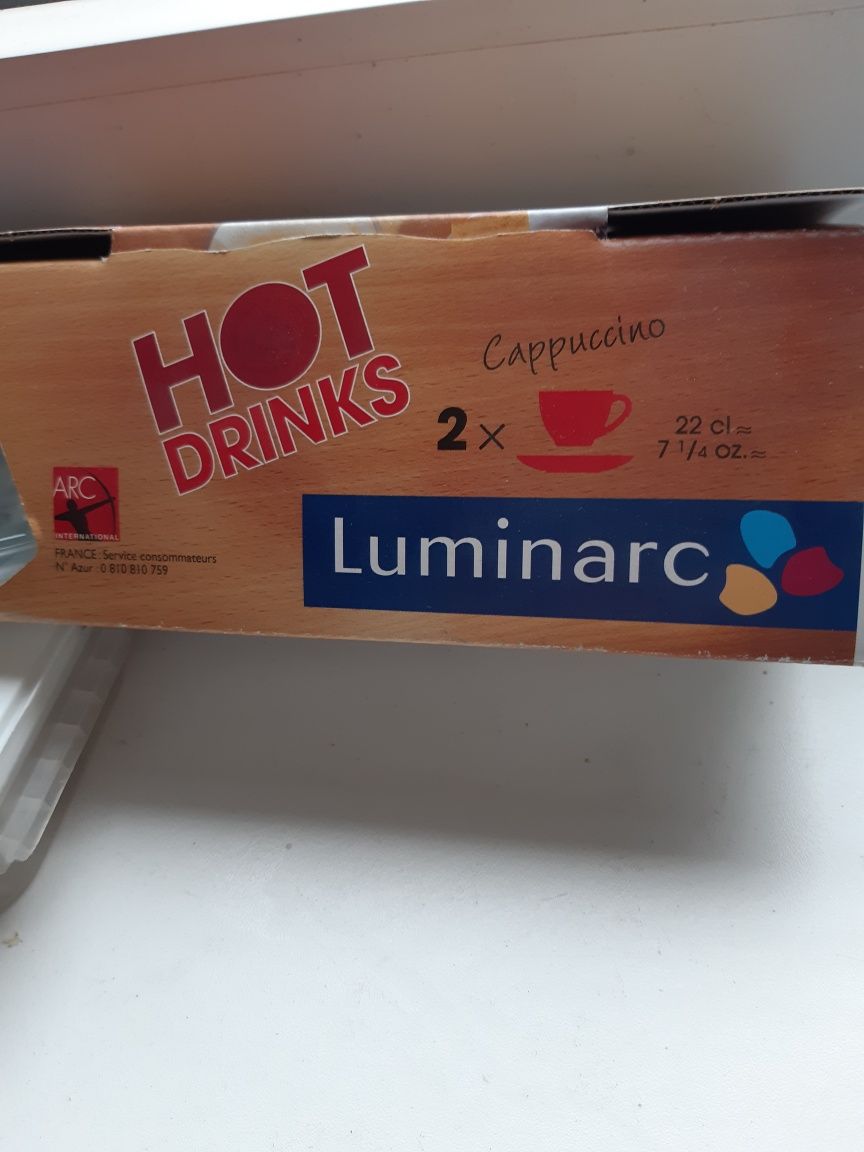 HOT
DRINKS
Cappuccino
2 x
22 cl ≈
7 1/4 oz. ≈
ARC
INTERNATIONAL
FRANCE : Service consommateurs
N° Azur : 0 810 810 759
Luminarc